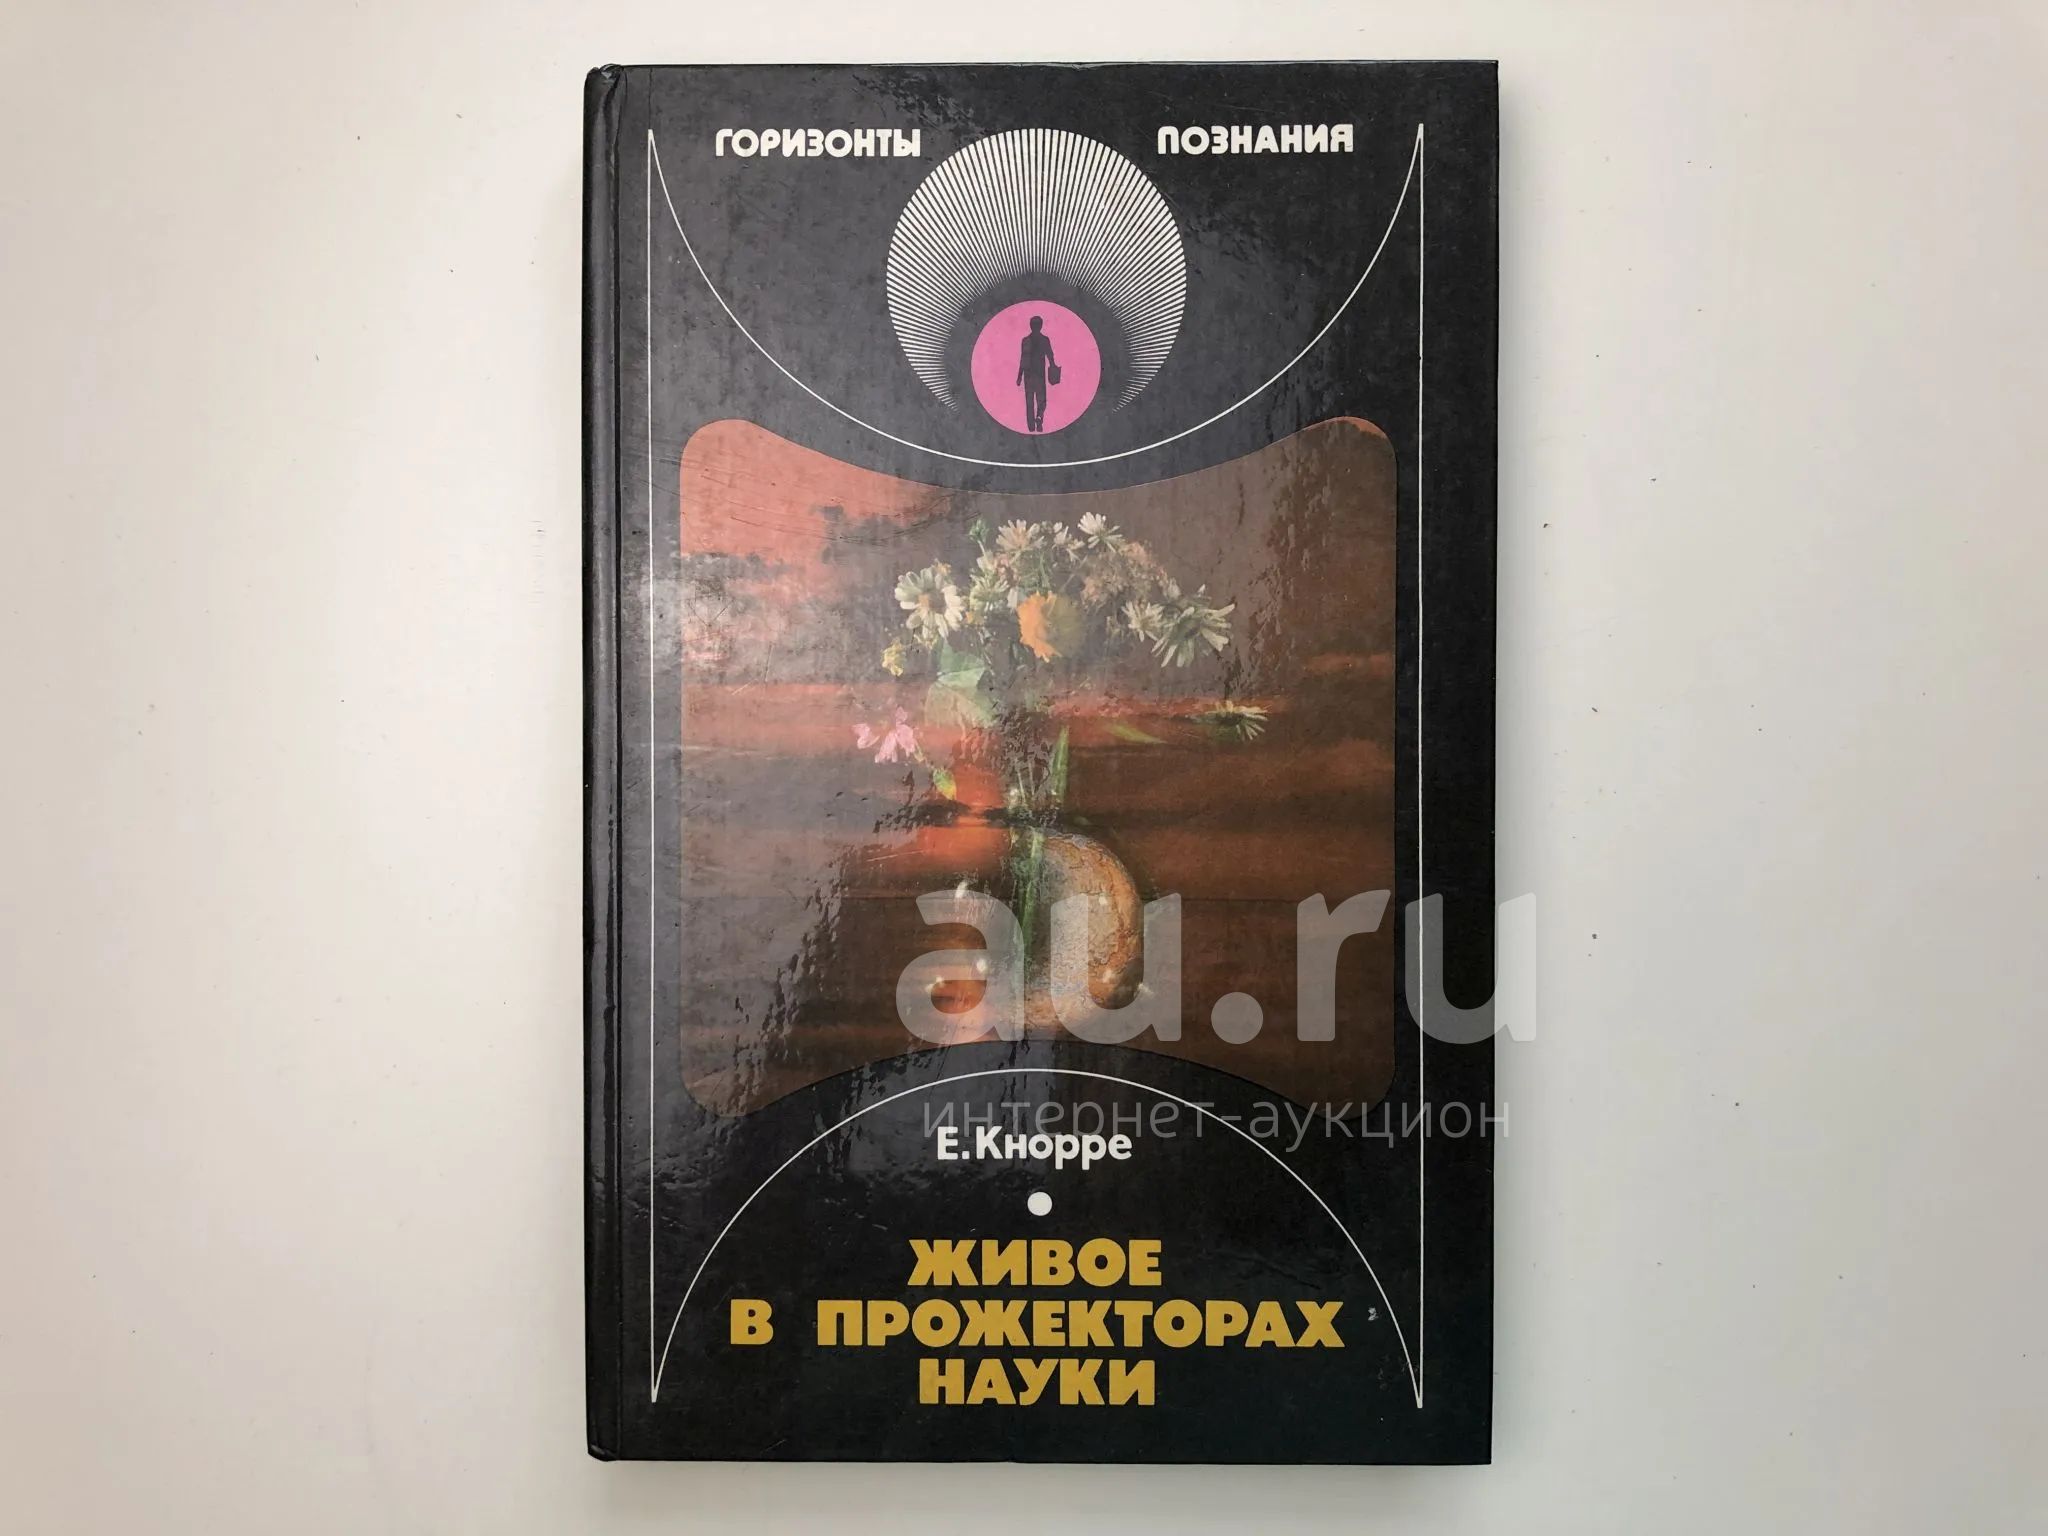 ГОРИЗОНТЫ ПОЗНАНИЯ
au.ru
интернет-аукцион
Е.Кнорре
ЖИВОЕ
В ПРОЖЕКТОРАХ
НАУКИ